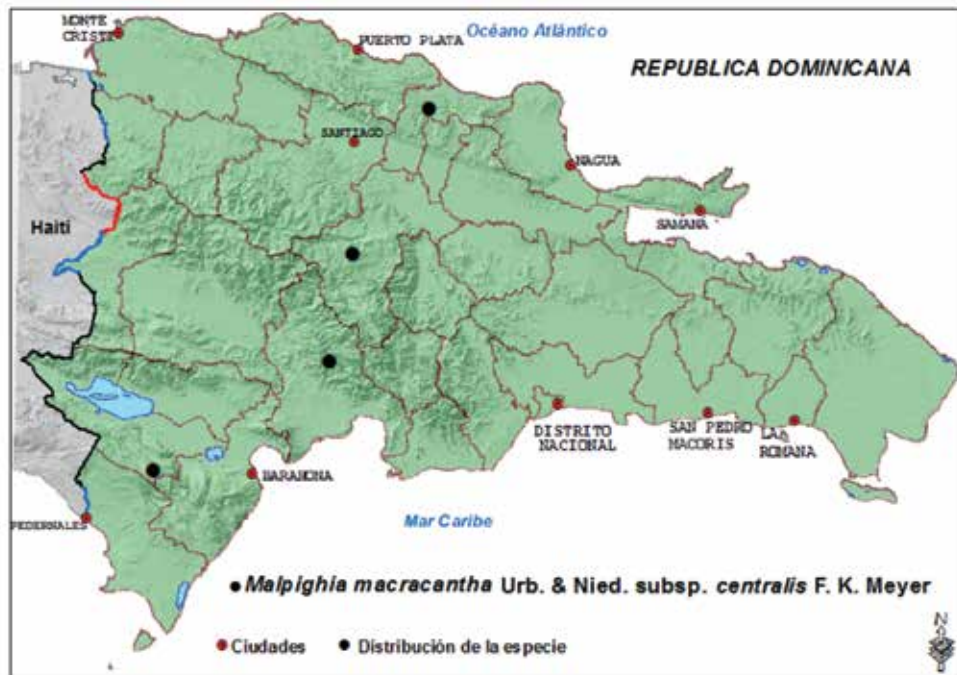 MONTE
CRISTI
PUERTO PLATA
Océano Atlántico
REPUBLICA DOMINICANA
SANTIAGO
NAGUA
SAMANA
Haití
DISTRITO
NACIONAL
SAN PEDRO
MACORIS
LA
ROMANA
BARAHONA
PEDERNALES
Mar Caribe
Malpighia macracantha Urb. & Nied. subsp. centralis F. K. Meyer
Ciudades
Distribución de la especie
N